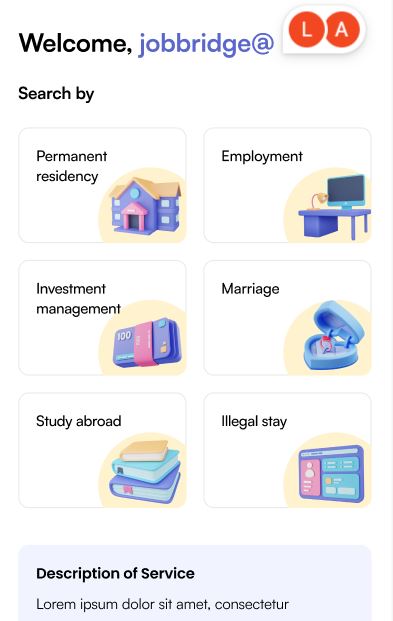 Welcome, jobbridge@
L A
Search by
Permanent
residency
Employment
Investment
management
100
Marriage
Study abroad
Illegal stay
Description of Service
Lorem ipsum dolor sit amet, consectetur